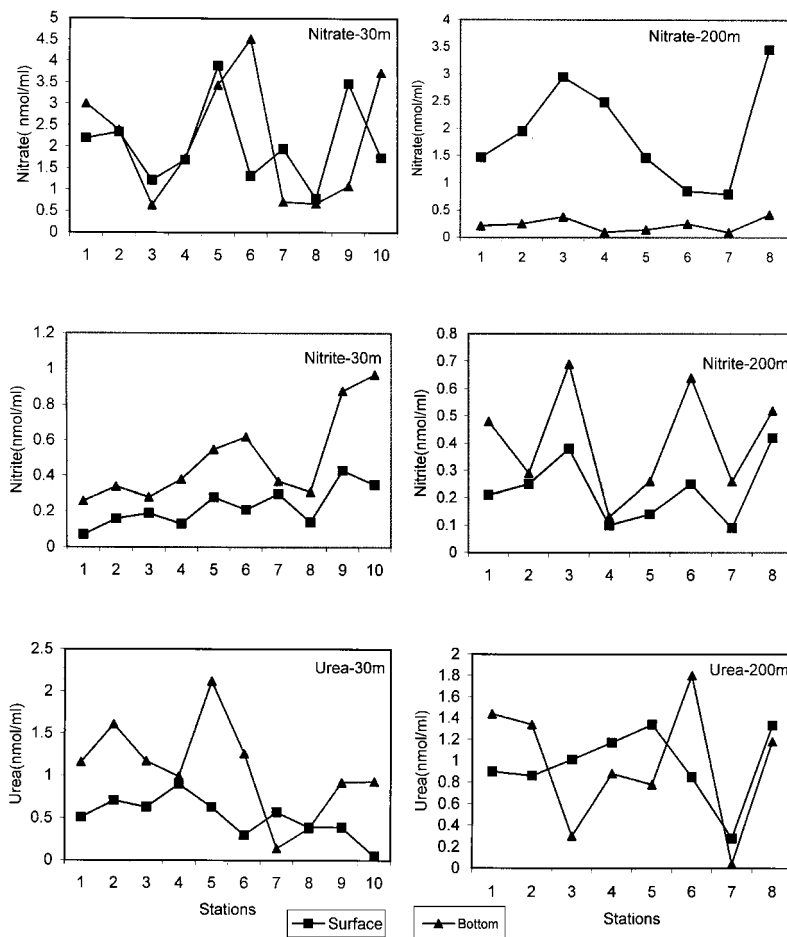 Nitrate-30m
Nitrate( nmol/ml)
5
4.5
4
3.5
3
2.5
2
1.5
1
0.5
0
1 2 3 4 5 6 7 8 9 10
Nitrate-200m
Nitrate(nmol/ml)
4
3.5
3
2.5
2
1.5
1
0.5
0
1 2 3 4 5 6 7 8
Nitrite-30m
Nitrite(nmol/ml)
1.2
1
0.8
0.6
0.4
0.2
0
1 2 3 4 5 6 7 8 9 10
Nitrite-200m
Nitrite(nmol/ml)
0.8
0.7
0.6
0.5
0.4
0.3
0.2
0.1
0
1 2 3 4 5 6 7 8
Urea-30m
Urea(nmol/ml)
2.5
2
1.5
1
0.5
0
1 2 3 4 5 6 7 8 9 10
Stations
Urea-200m
Urea(nmol/ml)
2
1.8
1.6
1.4
1.2
1
0.8
0.6
0.4
0.2
0
1 2 3 4 5 6 7 8
Stations
Surface
Bottom